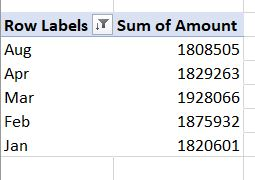 Row Labels Sum of Amount
Aug 1808505
Apr 1829263
Mar 1928066
Feb 1875932
Jan 1820601